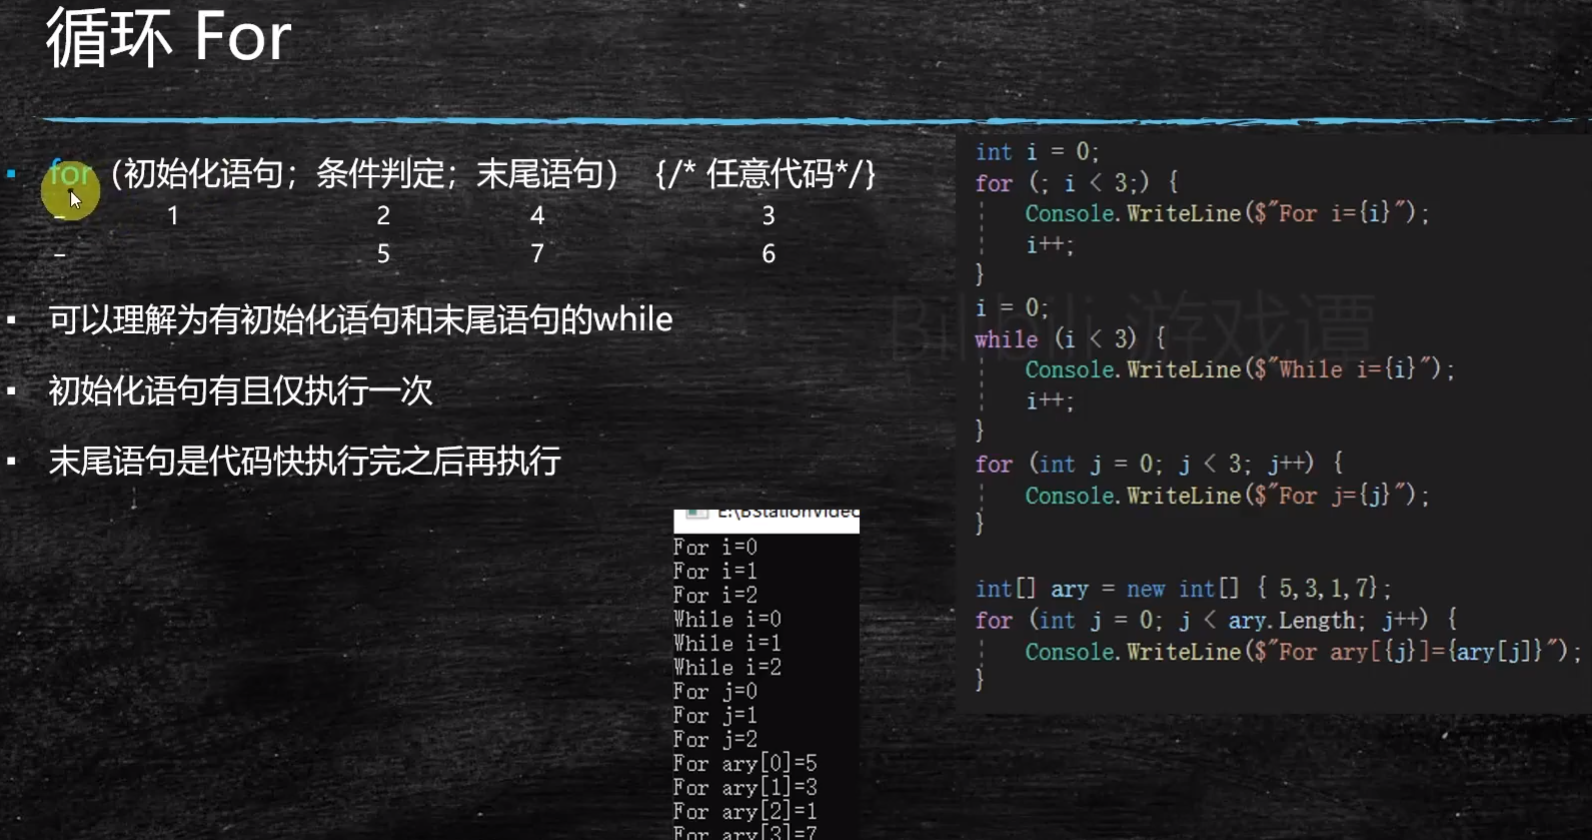 循环 For
for（初始化语句；条件判定；末尾语句） {/* 任意代码*/}
– 1 2 4 3
– 5 7 6
▪ 可以理解为有初始化语句和末尾语句的while
▪ 初始化语句有且仅执行一次
▪ 末尾语句是代码快执行完之后再执行
int i = 0;
for (; i < 3;) {
Console.WriteLine($"For i={i}");
i++;
}
i = 0;
while (i < 3) {
Console.WriteLine($"While i={i}");
i++;
}
for (int j = 0; j < 3; j++) {
Console.WriteLine($"For j={j}");
}
int[] ary = new int[] { 5,3,1,7};
for (int j = 0; j < ary.Length; j++) {
Console.WriteLine($"For ary[{j}]={ary[j]}");
}
Bilibili 游戏谭
E:\BStationVideo
For i=0
For i=1
For i=2
While i=0
While i=1
While i=2
For j=0
For j=1
For j=2
For ary[0]=5
For ary[1]=3
For ary[2]=1
For ary[3]=7